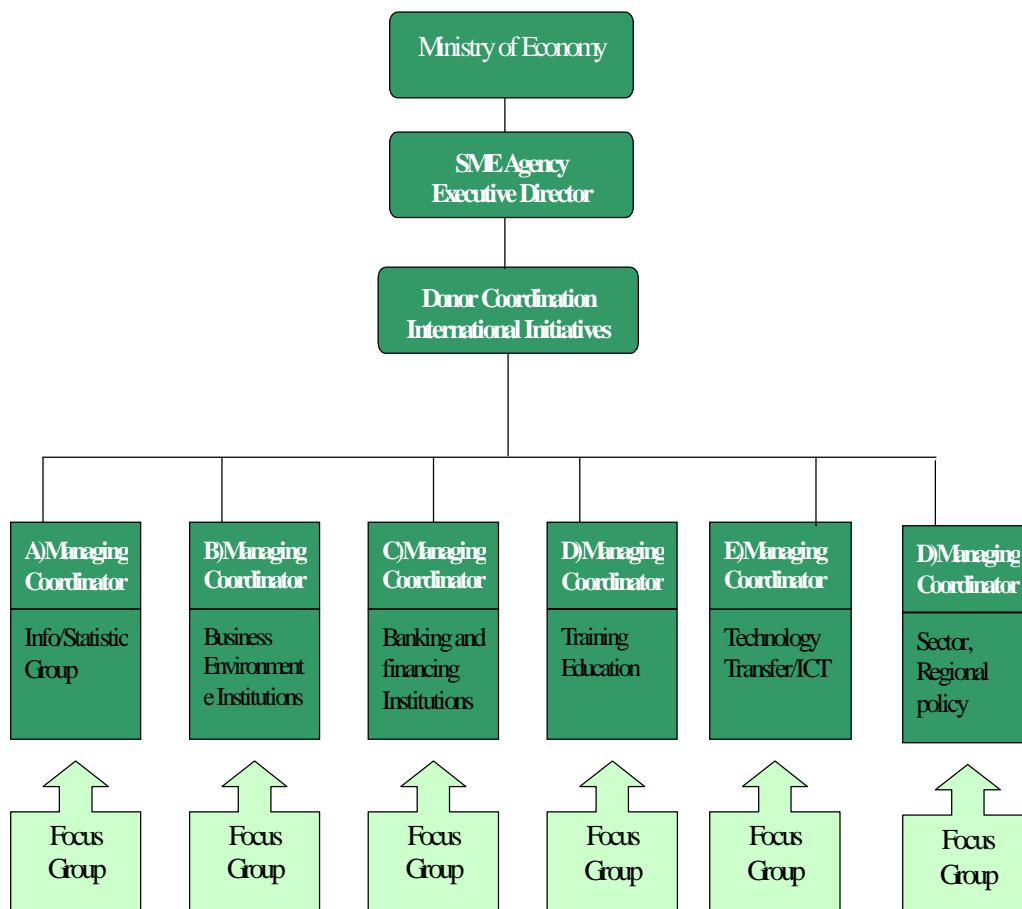 Ministry of Economy
SME Agency
Executive Director
Donor Coordination
International Initiatives
A)Managing
Coordinator
Info/Statistic
Group
B)Managing
Coordinator
Business
Environment
e Institutions
C)Managing
Coordinator
Banking and
financing
Institutions
D)Managing
Coordinator
Training
Education
E)Managing
Coordinator
Technology
Transfer/ICT
D)Managing
Coordinator
Sector,
Regional
policy
Focus
Group
Focus
Group
Focus
Group
Focus
Group
Focus
Group
Focus
Group